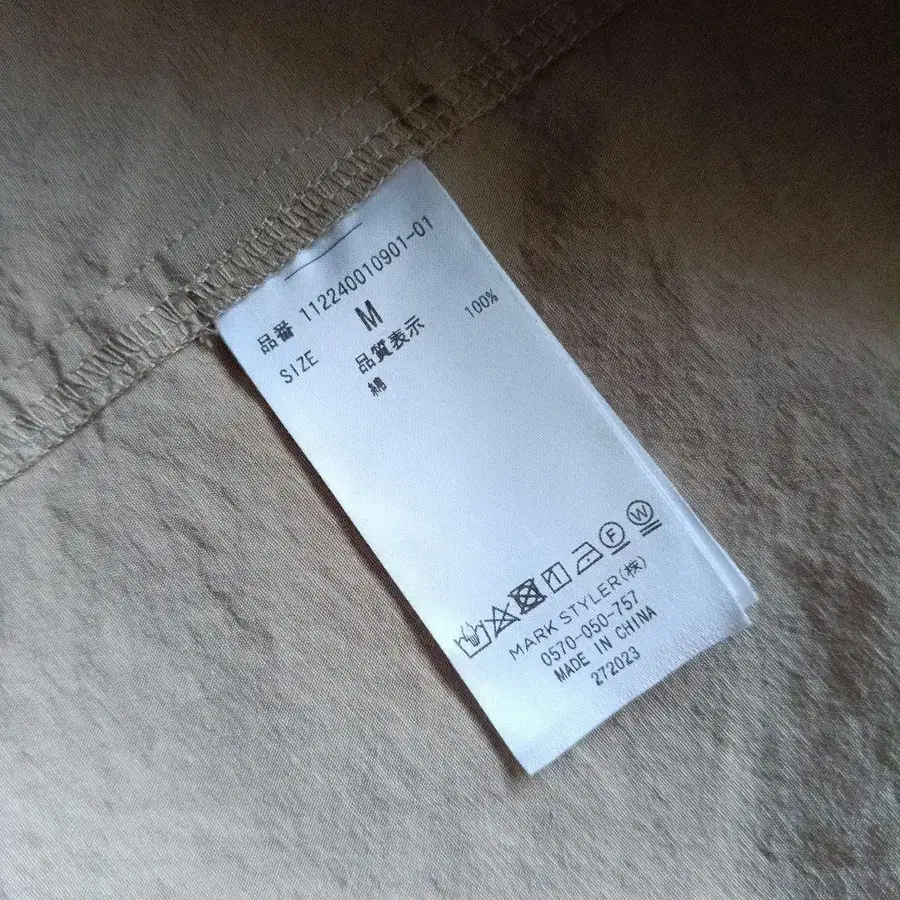 品番 112240010901-01
SIZE M
品質表示
綿 100%
F W
MARK STYLER(株)
0570-050-757
MADE IN CHINA
272023